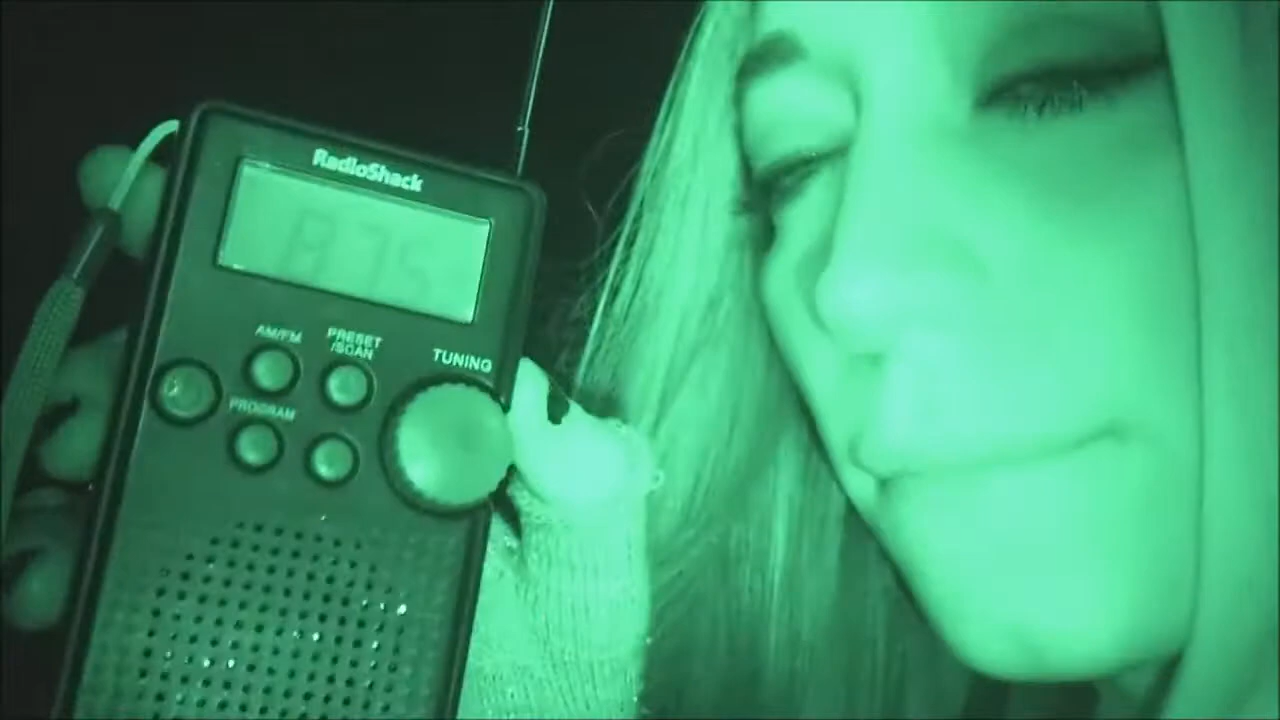 RadioShack
AM/FM
PRESET
/SCAN
TUNING
PROGRAM